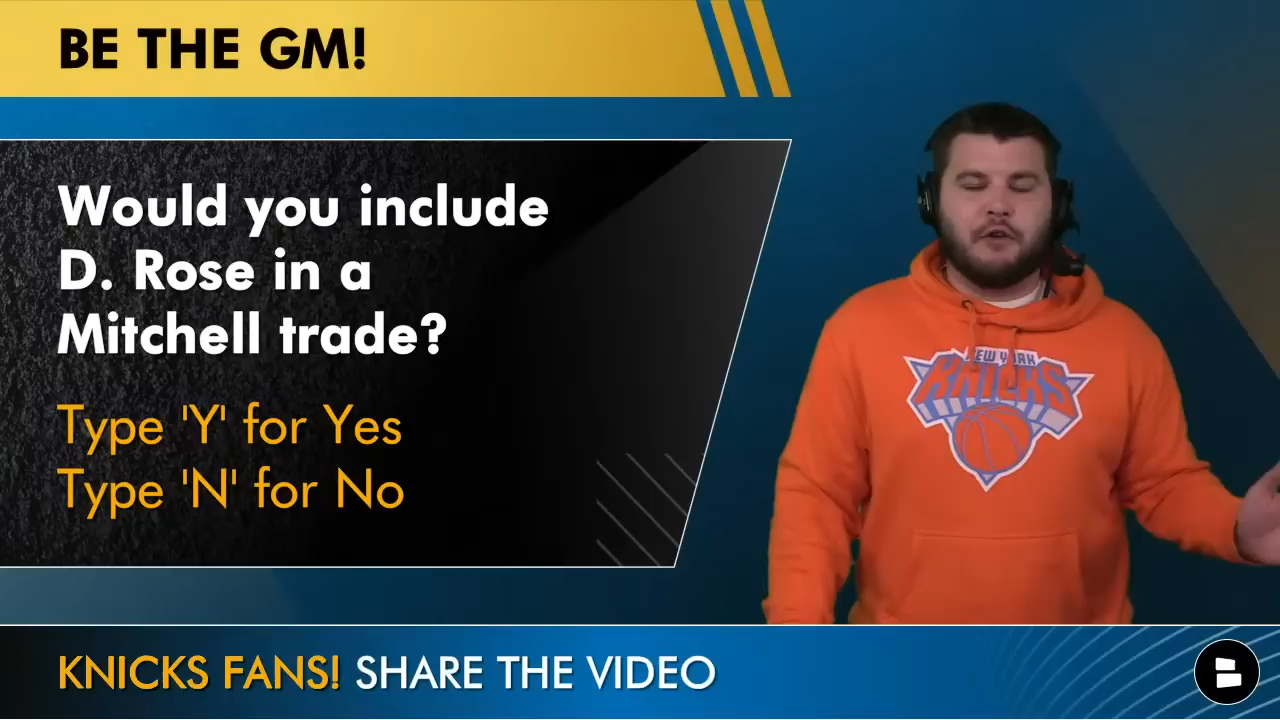 BE THE GM!
Would you include
D. Rose in a
Mitchell trade?
Type 'Y' for Yes
Type 'N' for No
NEW YORK
KNICKS
KNICKS FANS! SHARE THE VIDEO